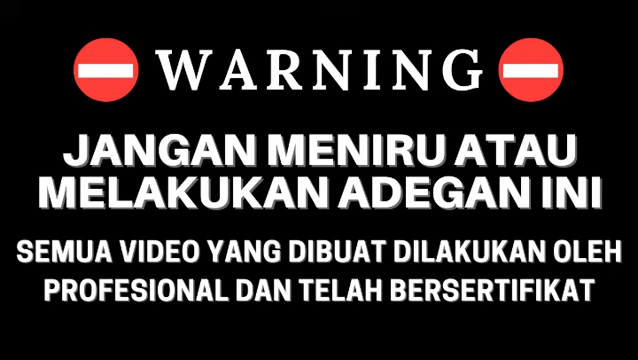 WARNING
JANGAN MENIRU ATAU
MELAKUKAN ADEGAN INI
SEMUA VIDEO YANG DIBUAT DILAKUKAN OLEH
PROFESIONAL DAN TELAH BERSERTIFIKAT